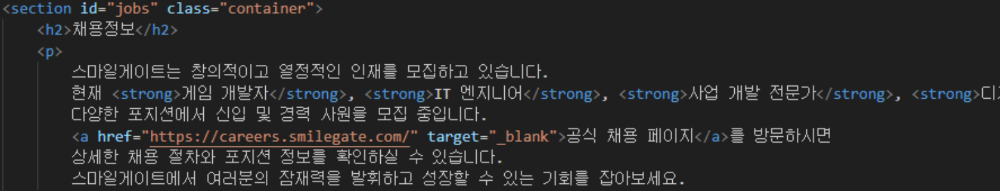 <section id="jobs" class="container">
<h2>채용정보</h2>
<p>
스마일게이트는 창의적이고 열정적인 인재를 모집하고 있습니다.
현재 <strong>게임 개발자</strong>, <strong>IT 엔지니어</strong>, <strong>사업 개발 전문가</strong>, <strong>
다양한 포지션에서 신입 및 경력 사원을 모집 중입니다.
<a href="https://careers.smilegate.com/" target="_blank">공식 채용 페이지</a>를 방문하시면
상세한 채용 절차와 포지션 정보를 확인하실 수 있습니다.
스마일게이트에서 여러분의 잠재력을 발휘하고 성장할 수 있는 기회를 잡아보세요.